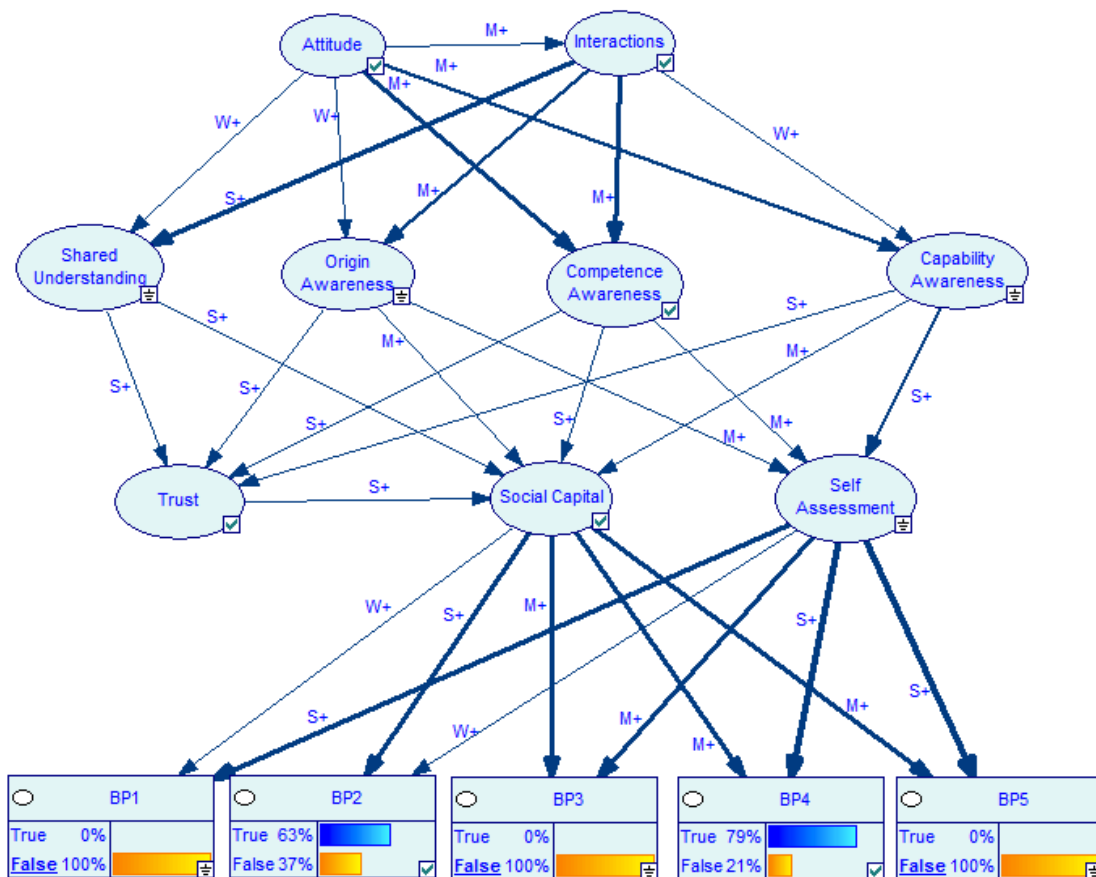 Attitude
M+
Interactions
M+
M+
W+
W+
W+
S+
M+
M+
Shared
Understanding
Origin
Awareness
Competence
Awareness
Capability
Awareness
S+
S+
M+
M+
S+
S+
S+
S+
M+
M+
S+
Trust
S+
Social Capital
Self
Assessment
W+
S+
M+
S+
S+
M+
M+
S+
W+
M+
BP1
True 0%
False 100%
BP2
True 63%
False 37%
BP3
True 0%
False 100%
BP4
True 79%
False 21%
BP5
True 0%
False 100%